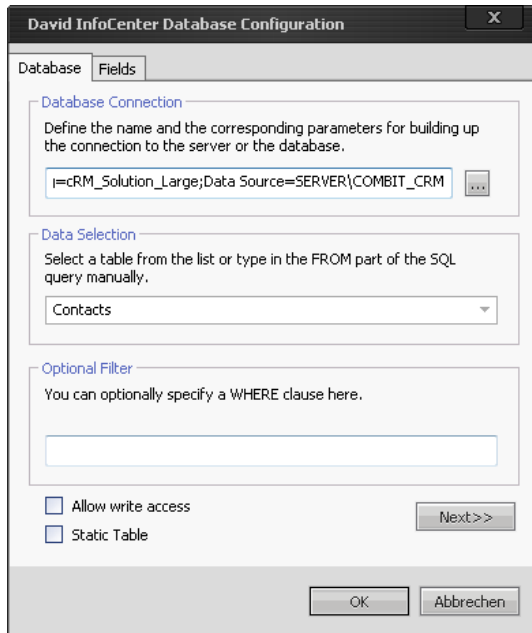 David InfoCenter Database Configuration
X
Database
Fields
Database Connection
Define the name and the corresponding parameters for building up
the connection to the server or the database.
=cRM_Solution_Large;Data Source=SERVER\COMBIT_CRM
...
Data Selection
Select a table from the list or type in the FROM part of the SQL
query manually.
Contacts
Optional Filter
You can optionally specify a WHERE clause here.
Allow write access
Next>>
Static Table
OK
Abbrechen